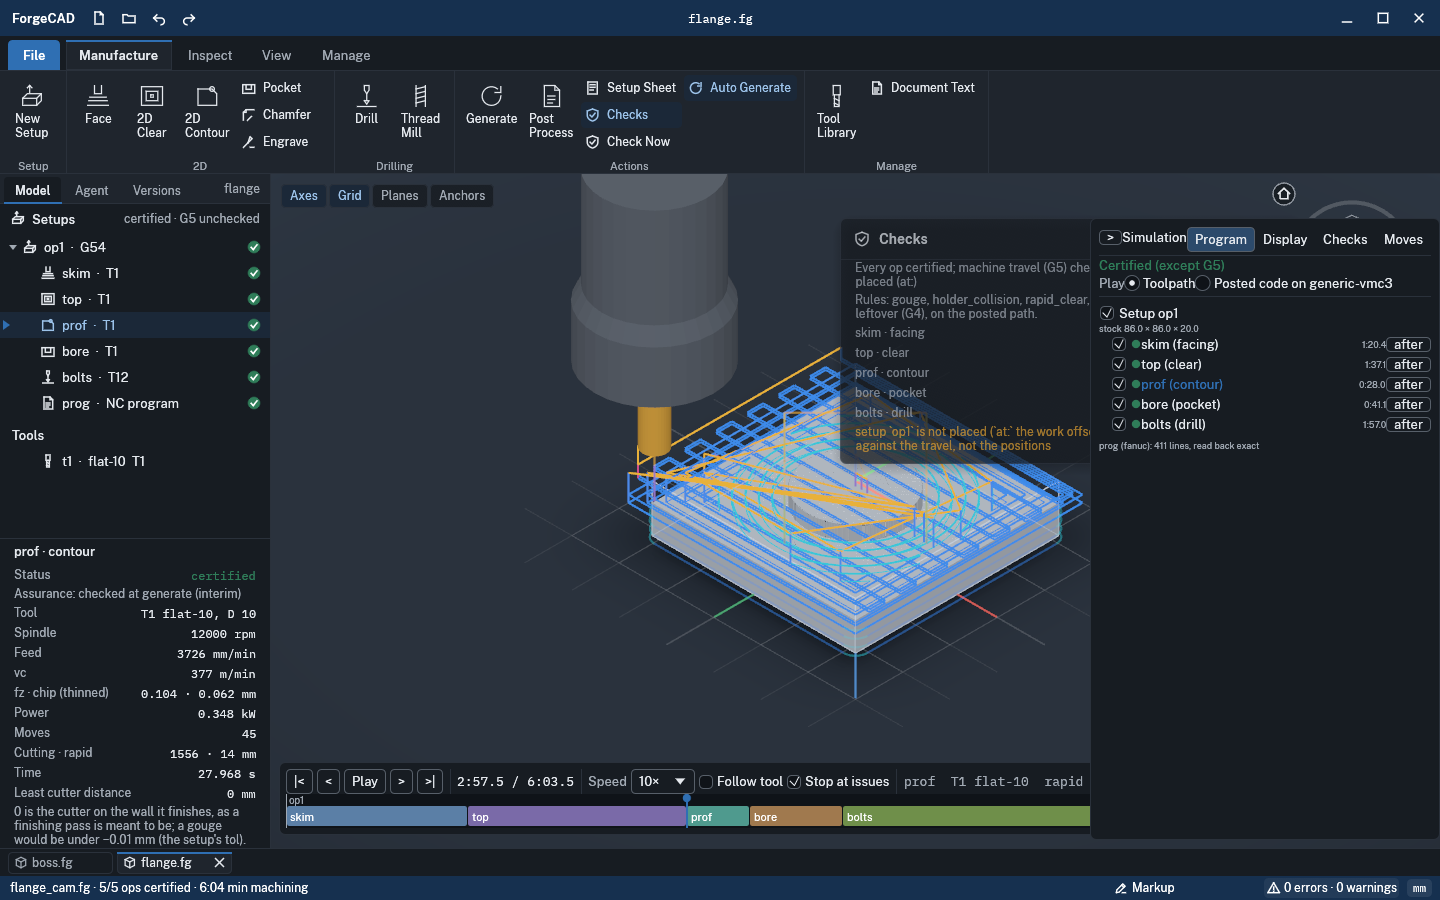 ForgeCAD
flange.fg
File
Manufacture
Inspect
View
Manage
New Setup
Setup
Face
2D Clear
2D Contour
Pocket
Chamfer
Engrave
2D
Drill
Thread Mill
Drilling
Generate
Post Process
Setup Sheet
Checks
Check Now
Auto Generate
Actions
Tool Library
Document Text
Manage
Model
Agent
Versions
flange
Setups
certified · G5 unchecked
op1 · G54
skim · T1
top · T1
prof · T1
bore · T1
bolts · T12
prog · NC program
Tools
t1 · flat-10 T1
prof · contour
Status certified
Assurance: checked at generate (interim)
Tool T1 flat-10, D 10
Spindle 12000 rpm
Feed 3726 mm/min
vc 377 m/min
fz · chip (thinned) 0.104 · 0.062 mm
Power 0.348 kW
Moves 45
Cutting · rapid 1556 · 14 mm
Time 27.968 s
Least cutter distance 0 mm
0 is the cutter on the wall it finishes, as a
finishing pass is meant to be; a gouge
would be under −0.01 mm (the setup's tol).
Axes
Grid
Planes
Anchors
Checks
Every op certified; machine travel (G5) che
placed (at:)
Rules: gouge, holder_collision, rapid_clear,
leftover (G4), on the posted path.
skim · facing
top · clear
prof · contour
bore · pocket
bolts · drill
setup `op1` is not placed (`at:` the work offs
against the travel, not the positions
> Simulation
Program
Display
Checks
Moves
Certified (except G5)
Play Toolpath Posted code on generic-vmc3
Setup op1
stock 86.0 × 86.0 × 20.0
skim (facing) 1:20.4 after
top (clear) 1:37.1 after
prof (contour) 0:28.0 after
bore (pocket) 0:41.1 after
bolts (drill) 1:57.0 after
prog (fanuc): 411 lines, read back exact
|< < Play > >| 2:57.5 / 6:03.5 Speed 10× Follow tool Stop at issues prof T1 flat-10 rapid
op1
skim
top
prof
bore
bolts
boss.fg
flange.fg
flange_cam.fg · 5/5 ops certified · 6:04 min machining
Markup
0 errors · 0 warnings
mm